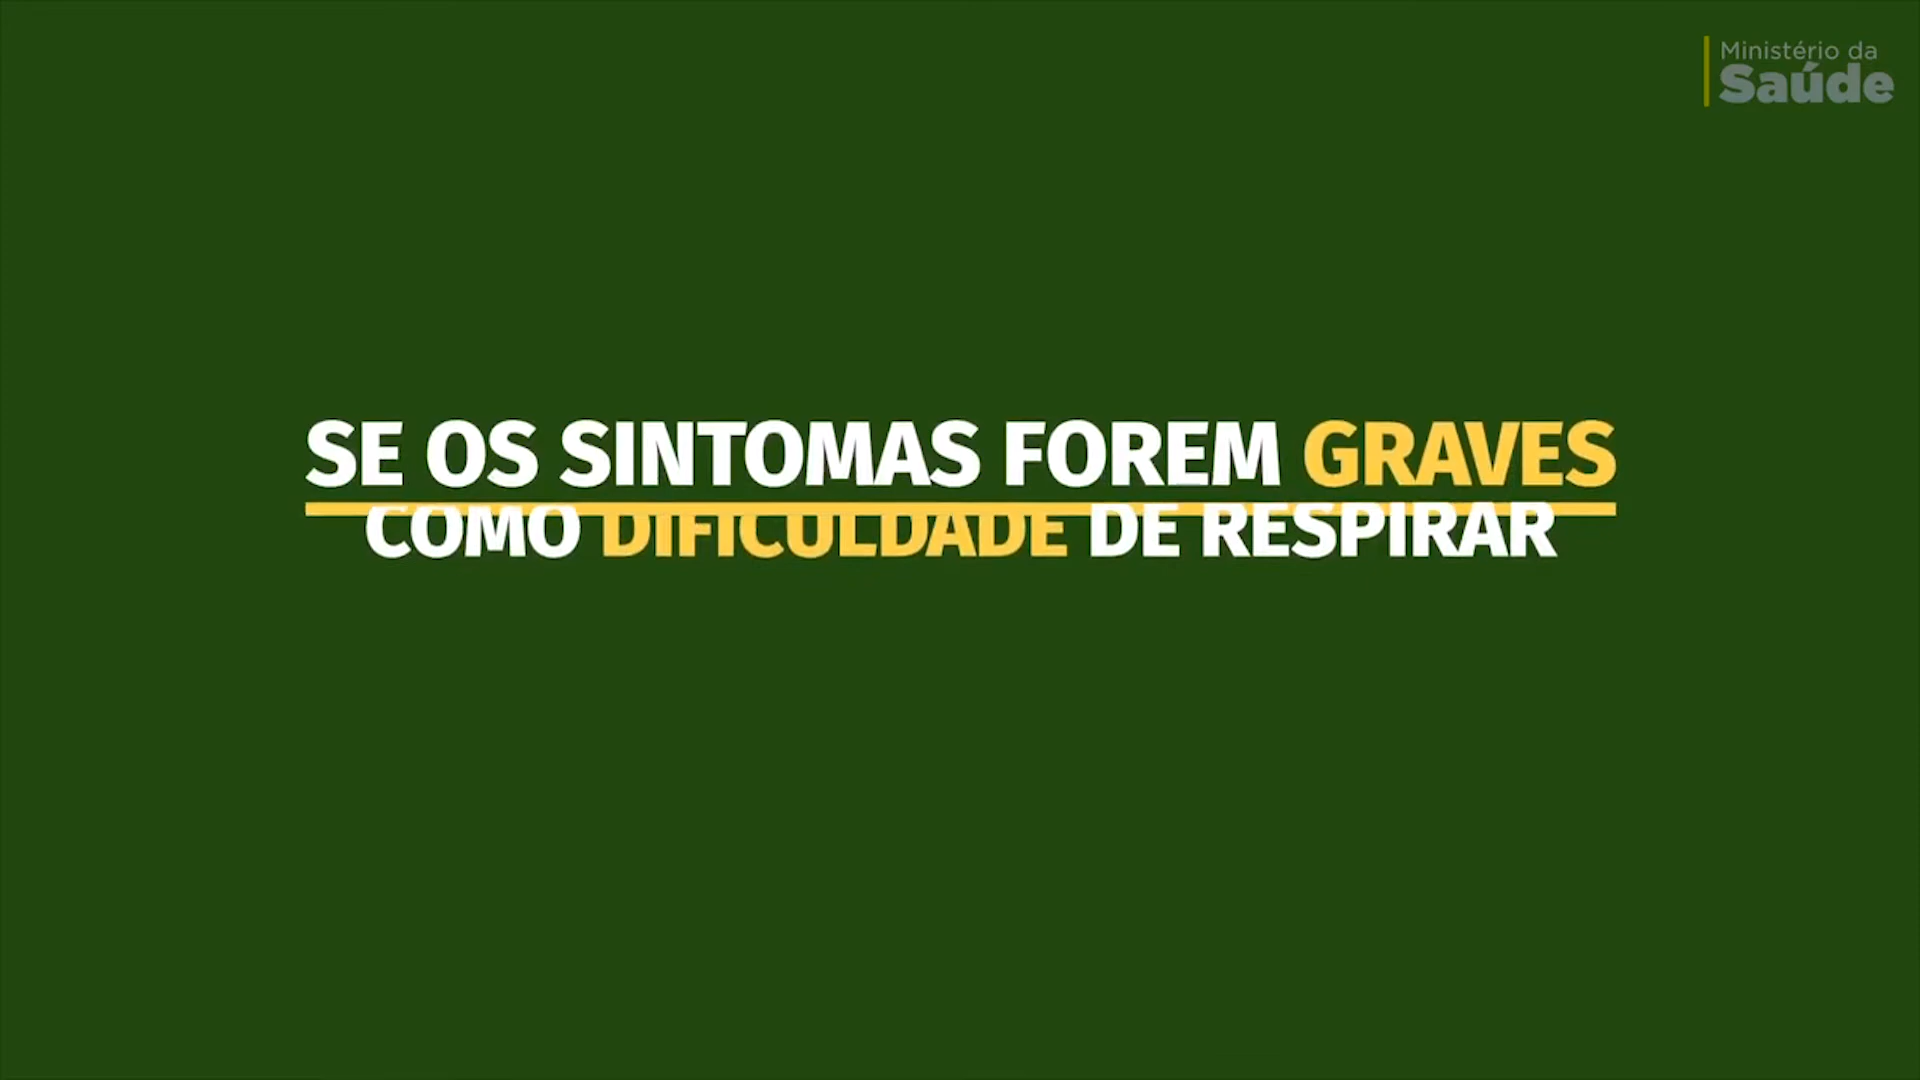 Ministério da
Saúde
SE OS SINTOMAS FOREM GRAVES
COMO DIFICULDADE DE RESPIRAR